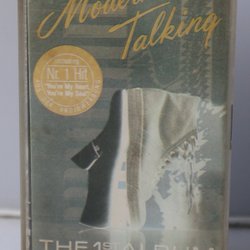 Modern
Talking
Nr. 1 Hit
"You're My Heart,
You're My Soul"
THE 1ST ALBUM